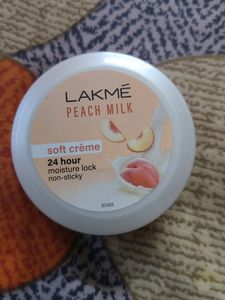 LAKMÉ
PEACH MILK
soft crème
24 hour
moisture lock
non-sticky